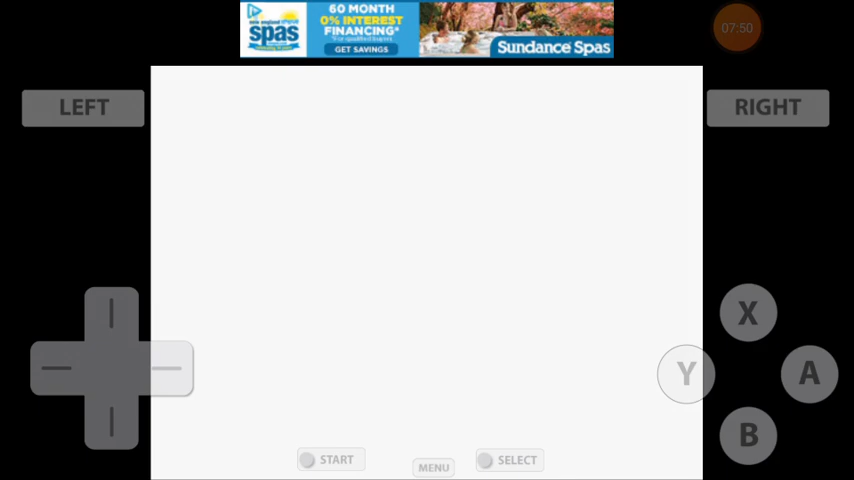 60 MONTH
0% INTEREST
FINANCING*
GET SAVINGS
spas
Sundance Spas
07:50
LEFT
RIGHT
X
Y
A
B
START
MENU
SELECT